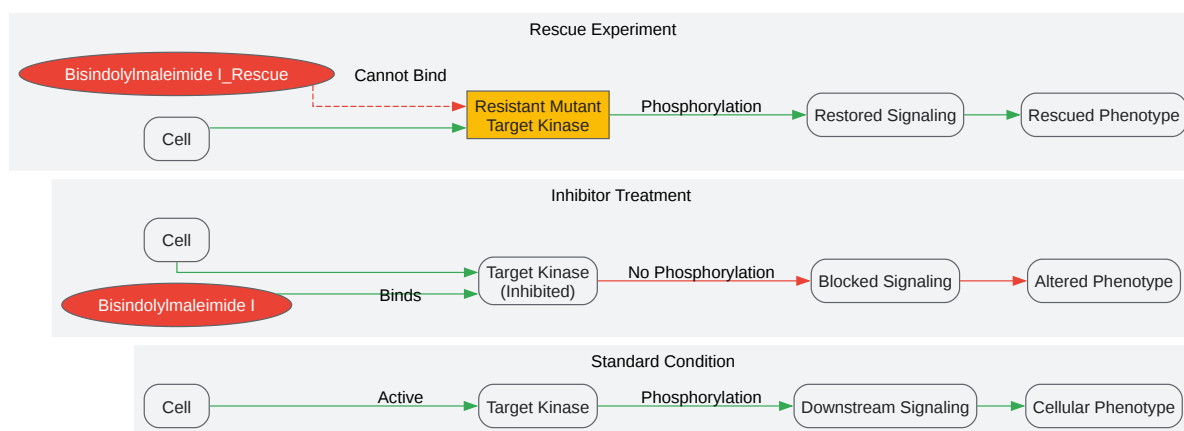 Rescue Experiment
Bisindolylmaleimide I_Rescue
Cannot Bind
Resistant Mutant
Target Kinase
Phosphorylation
Restored Signaling
Rescued Phenotype
Cell
Inhibitor Treatment
Cell
Bisindolylmaleimide I
Binds
Target Kinase
(Inhibited)
No Phosphorylation
Blocked Signaling
Altered Phenotype
Standard Condition
Cell
Active
Target Kinase
Phosphorylation
Downstream Signaling
Cellular Phenotype